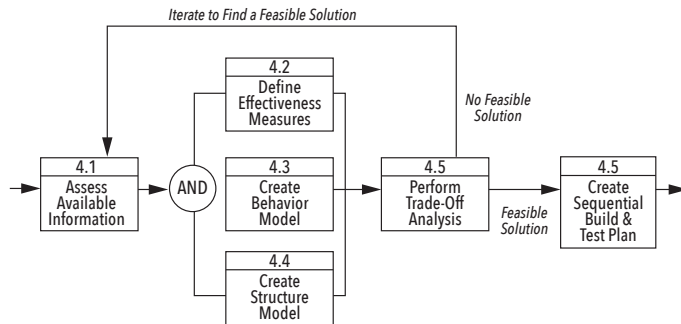 Iterate to Find a Feasible Solution
4.2
Define
Effectiveness
Measures
No Feasible
Solution
4.1
Assess
Available
Information
AND
4.3
Create
Behavior
Model
4.5
Perform
Trade-Off
Analysis
Feasible
Solution
4.5
Create
Sequential
Build &
Test Plan
4.4
Create
Structure
Model